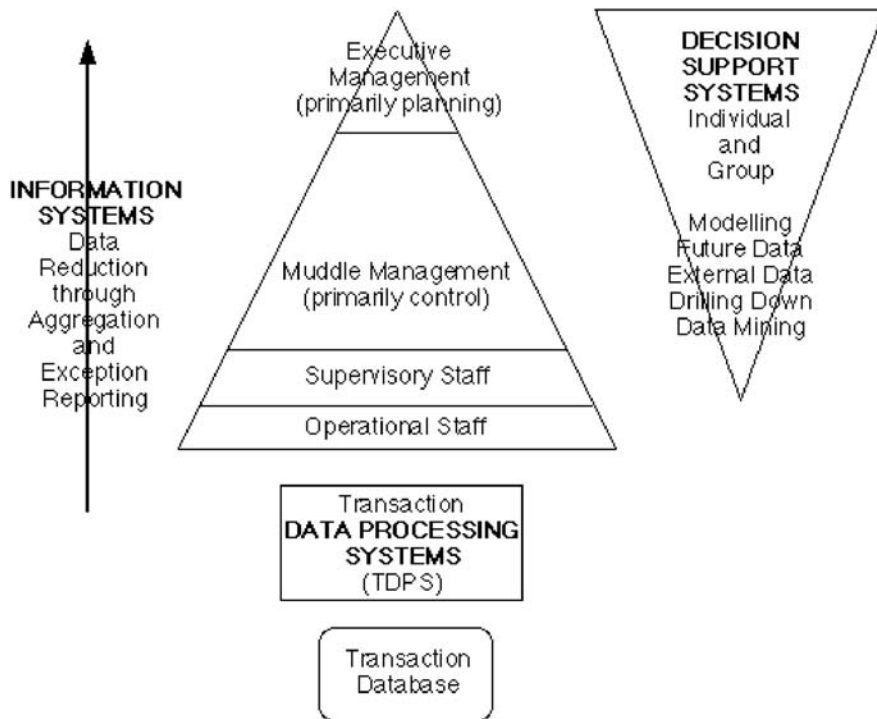 INFORMATION
SYSTEMS
Data
Reduction
through
Aggregation
and
Exception
Reporting
Executive
Management
(primarily planning)
Muddle Management
(primarily control)
Supervisory Staff
Operational Staff
Transaction
DATA PROCESSING
SYSTEMS
(TDPS)
Transaction
Database
DECISION
SUPPORT
SYSTEMS
Individual
and
Group
Modelling
Future Data
External Data
Drilling Down
Data Mining